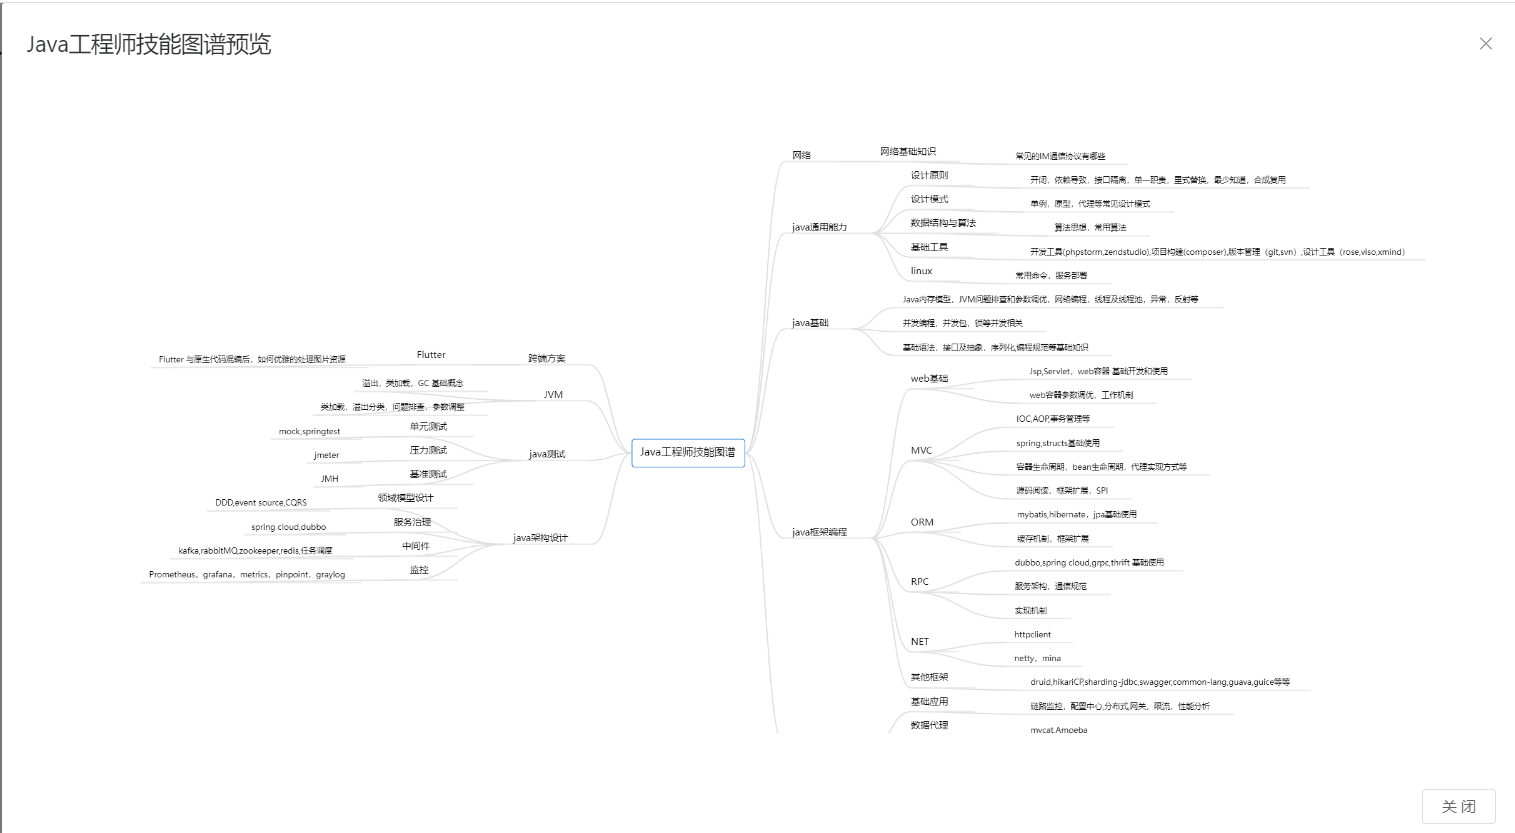 Java工程师技能图谱预览
网络
网络基础知识
常见的IM通信协议有哪些
java通用能力
设计原则
开闭，依赖导致，接口隔离，单一职责，里式替换，最少知道，合成复用
设计模式
单例，原型，代理等常见设计模式
数据结构与算法
算法思想，常用算法
基础工具
开发工具(phpstorm,zendstudio),项目构建(composer),版本管理（git,svn）,设计工具（rose,viso,xmind）
linux
常用命令，服务部署
java基础
Java内存模型，JVM问题排查和参数调优，网络编程，线程及线程池，异常，反射等
并发编程，并发包，锁等并发相关
基础语法，接口及抽象，序列化,编程规范等基础知识
java框架编程
web基础
Jsp,Servlet，web容器 基础开发和使用
web容器参数调优，工作机制
MVC
IOC,AOP,事务管理等
spring,structs基础使用
容器生命周期，bean生命周期，代理实现方式等
源码阅读，框架扩展，SPI
ORM
mybatis,hibernate，jpa基础使用
缓存机制，框架扩展
RPC
dubbo,spring cloud,grpc,thrift 基础使用
服务架构，通信规范
实现机制
NET
httpclient
netty，mina
其他框架
druid,hikariCP,sharding-jdbc,swagger,common-lang,guava,guice等等
基础应用
链路监控，配置中心,分布式,网关，限流，性能分析
数据代理
mycat,Amoeba
Java工程师技能图谱
跨端方案
Flutter
Flutter 与原生代码混编后，如何优雅的处理图片资源
JVM
溢出，类加载，GC 基础概念
类加载，溢出分类，问题排查，参数调整
java测试
单元测试
mock,springtest
压力测试
jmeter
基准测试
JMH
java架构设计
领域模型设计
DDD,event source,CQRS
服务治理
spring cloud,dubbo
中间件
kafka,rabbitMQ,zookeeper,redis,任务调度
监控
Prometheus，grafana，metrics，pinpoint，graylog
关 闭